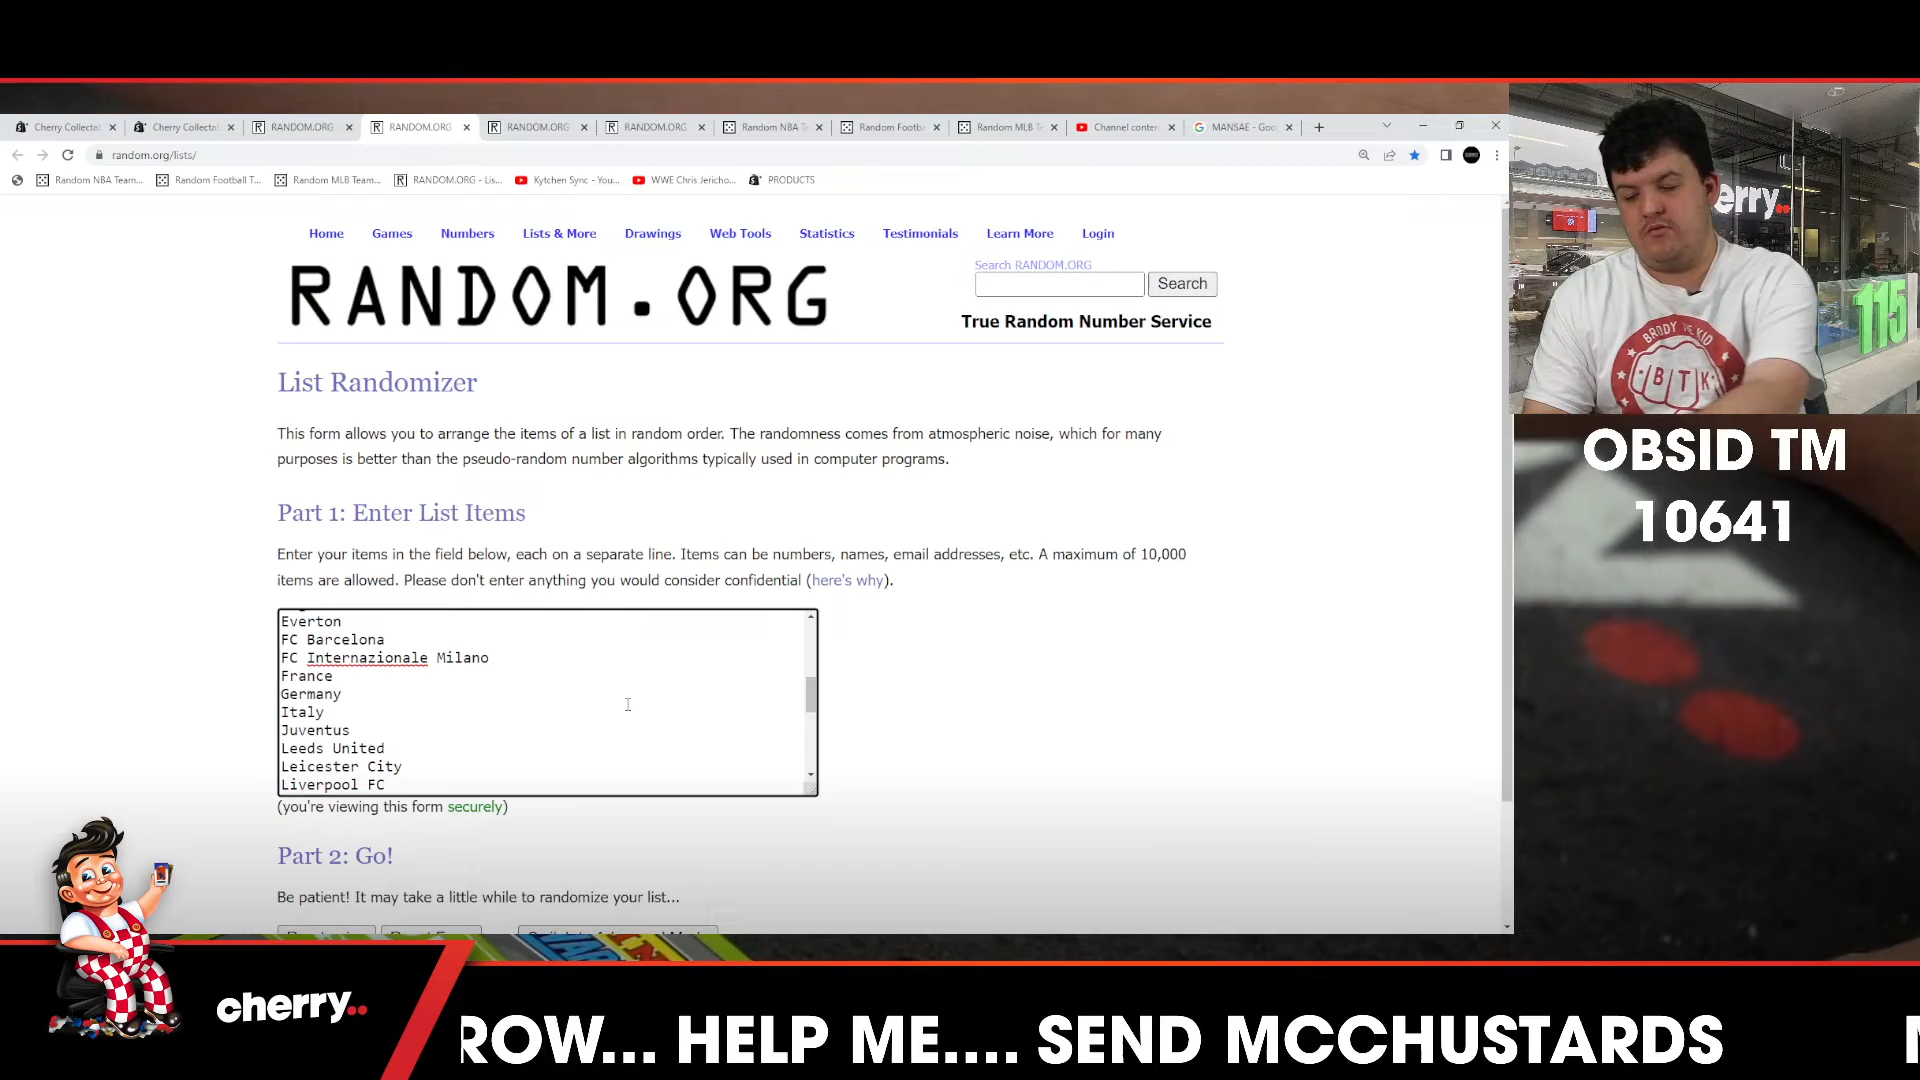 Cherry Collecta
Cherry Collecta
RANDOM.ORG
RANDOM.ORG
RANDOM.ORG
RANDOM.ORG
Random NBA Te
Random Footba
Random MLB Te
Channel conten
MANSAE - Goo
random.org/lists/
Random NBA Team...
Random Football T...
Random MLB Team...
RANDOM.ORG - Lis...
Kytchen Sync - You...
WWE Chris Jericho...
PRODUCTS
Home Games Numbers Lists & More Drawings Web Tools Statistics Testimonials Learn More Login
RANDOM.ORG
Search RANDOM.ORG
Search
True Random Number Service
List Randomizer
This form allows you to arrange the items of a list in random order. The randomness comes from atmospheric noise, which for many
purposes is better than the pseudo-random number algorithms typically used in computer programs.
Part 1: Enter List Items
Enter your items in the field below, each on a separate line. Items can be numbers, names, email addresses, etc. A maximum of 10,000
items are allowed. Please don't enter anything you would consider confidential (here's why).
Everton
FC Barcelona
FC Internazionale Milano
France
Germany
Italy
Juventus
Leeds United
Leicester City
Liverpool FC
(you're viewing this form securely)
Part 2: Go!
Be patient! It may take a little while to randomize your list...
erry..
115
BRODY THE KID
BTK
OBSID TM
10641
cherry..
ROW... HELP ME.... SEND MCCHUSTARDS